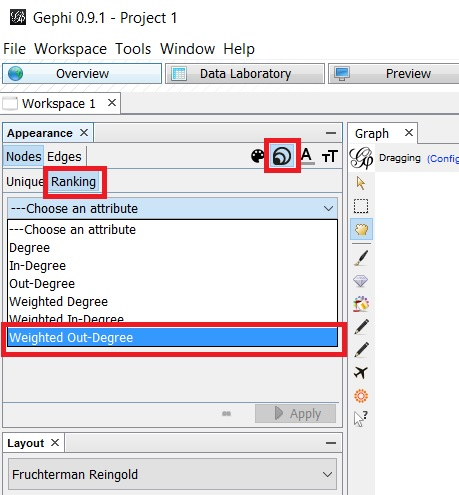 Gephi 0.9.1 - Project 1
File Workspace Tools Window Help
Overview Data Laboratory Preview
Workspace 1 ×
Appearance × Graph ×
Nodes Edges A TT Dragging (Config
Unique Ranking
---Choose an attribute
---Choose an attribute
Degree
In-Degree
Out-Degree
Weighted Degree
Weighted In-Degree
Weighted Out-Degree
Apply
Layout ×
Fruchterman Reingold